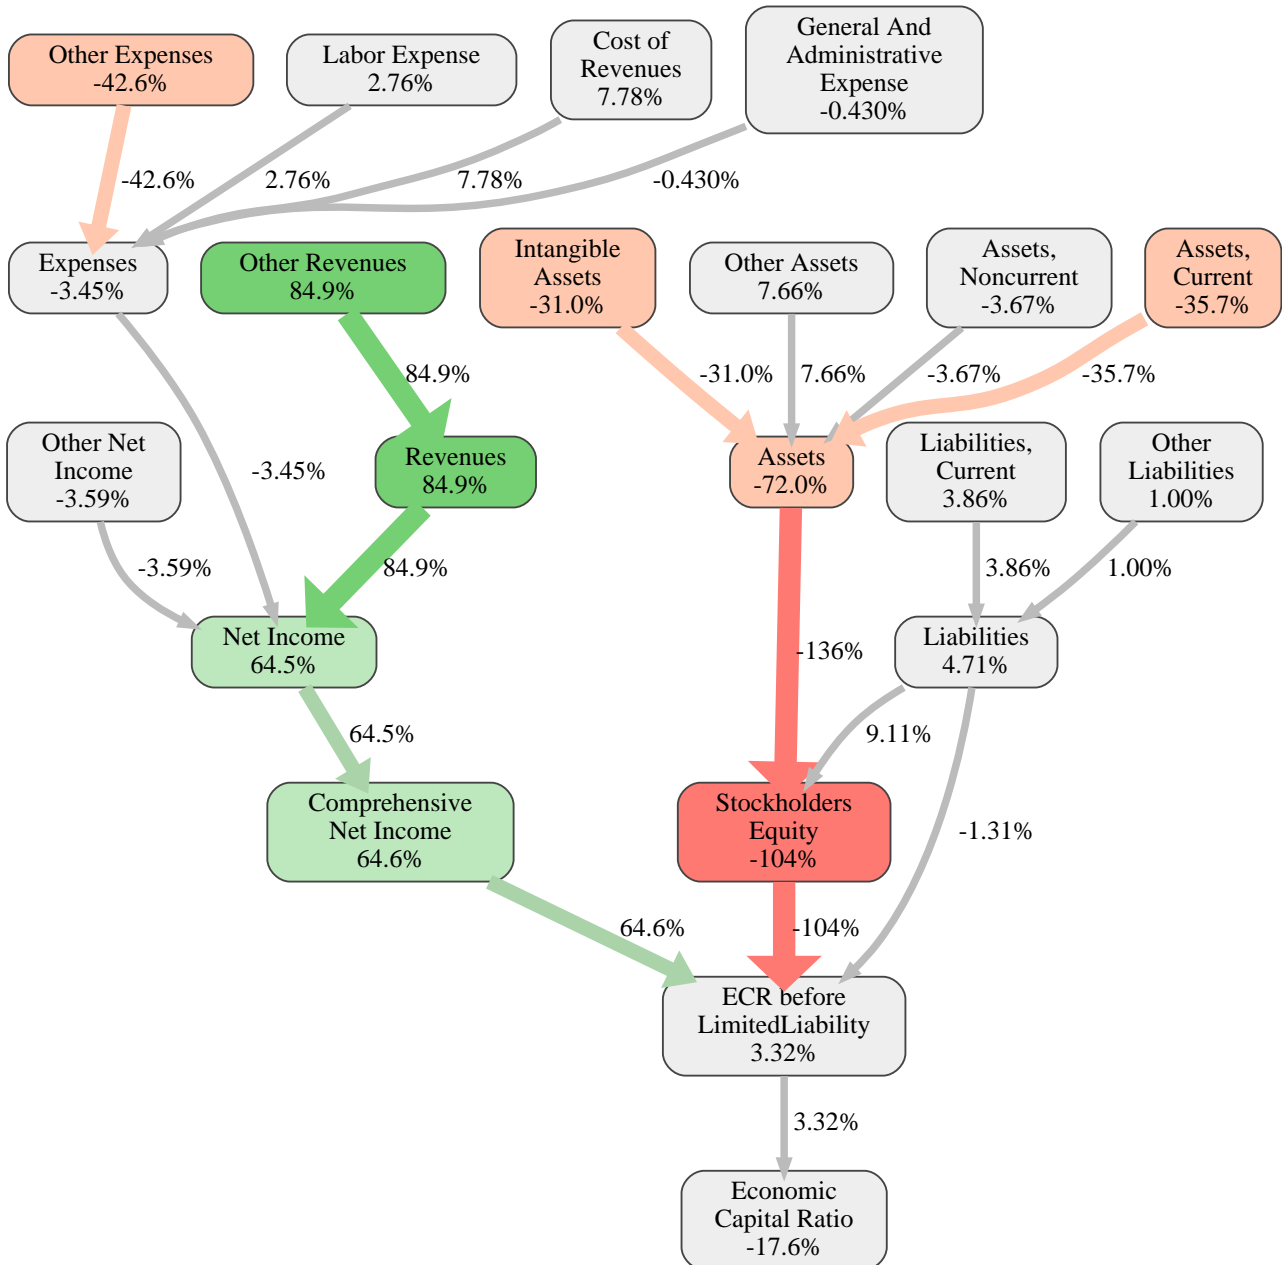 Other Expenses
-42.6%
Labor Expense
2.76%
Cost of
Revenues
7.78%
General And
Administrative
Expense
-0.430%
-42.6%
2.76%
7.78%
-0.430%
Expenses
-3.45%
Other Revenues
84.9%
Intangible
Assets
-31.0%
Other Assets
7.66%
Assets,
Noncurrent
-3.67%
Assets,
Current
-35.7%
84.9%
-31.0%
7.66%
-3.67%
-35.7%
Other Net
Income
-3.59%
-3.45%
Revenues
84.9%
Assets
-72.0%
Liabilities,
Current
3.86%
Other
Liabilities
1.00%
-3.59%
84.9%
3.86%
1.00%
Net Income
64.5%
-136%
Liabilities
4.71%
64.5%
9.11%
Comprehensive
Net Income
64.6%
Stockholders
Equity
-104%
-1.31%
64.6%
-104%
ECR before
LimitedLiability
3.32%
3.32%
Economic
Capital Ratio
-17.6%